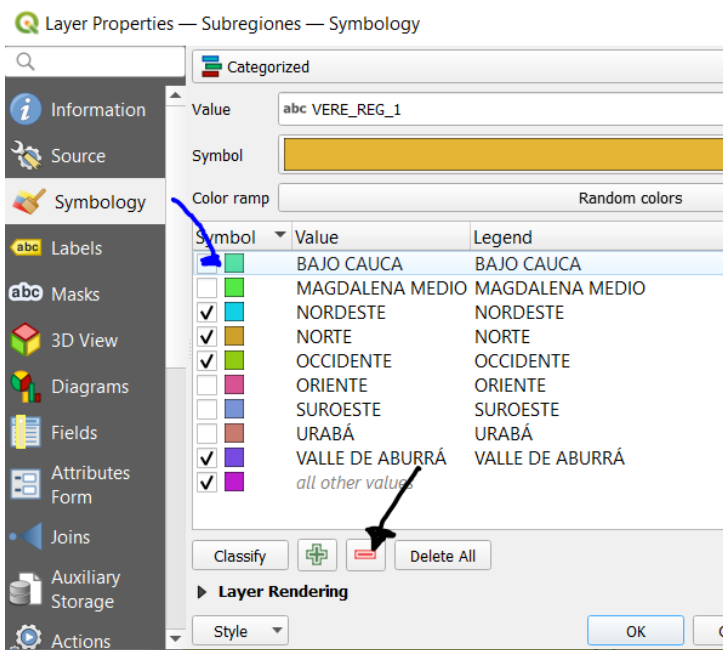 Layer Properties — Subregiones — Symbology
Categorized
Information
Value abc VERE_REG_1
Source
Symbol
Symbology
Color ramp Random colors
Symbol Value Legend
abc Labels
BAJO CAUCA BAJO CAUCA
MAGDALENA MEDIO MAGDALENA MEDIO
abc Masks
NORDESTE NORDESTE
NORTE NORTE
3D View
OCCIDENTE OCCIDENTE
Diagrams
ORIENTE ORIENTE
SUROESTE SUROESTE
Fields
URABÁ URABÁ
VALLE DE ABURRÁ VALLE DE ABURRÁ
Attributes
Form
all other values
Joins
Classify Delete All
Auxiliary
Storage
Layer Rendering
Actions
Style OK